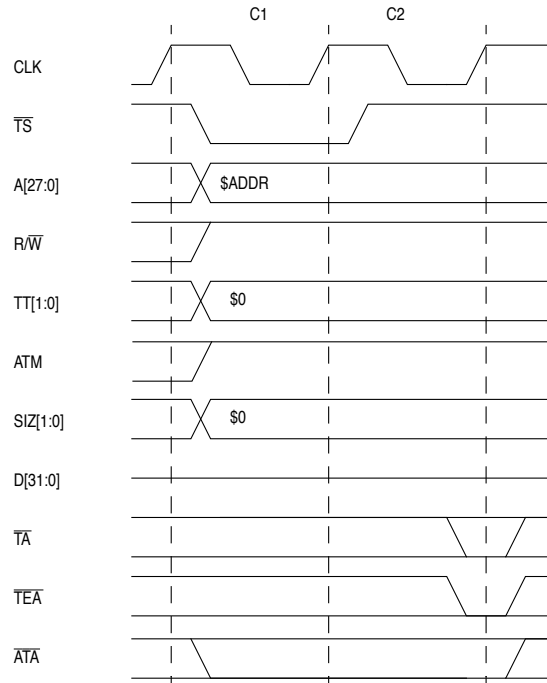 C1 C2
CLK
TS
A[27:0] $ADDR
R/W
TT[1:0] $0
ATM
SIZ[1:0] $0
D[31:0]
TA
TEA
ATA